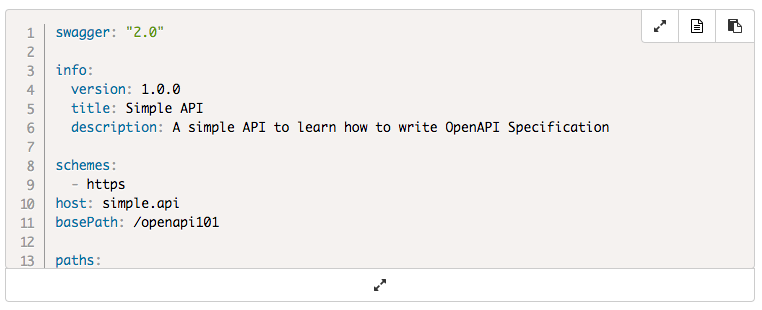 1 swagger: "2.0"
2
3 info:
4   version: 1.0.0
5   title: Simple API
6   description: A simple API to learn how to write OpenAPI Specification
7
8 schemes:
9   - https
10 host: simple.api
11 basePath: /openapi101
12
13 paths: